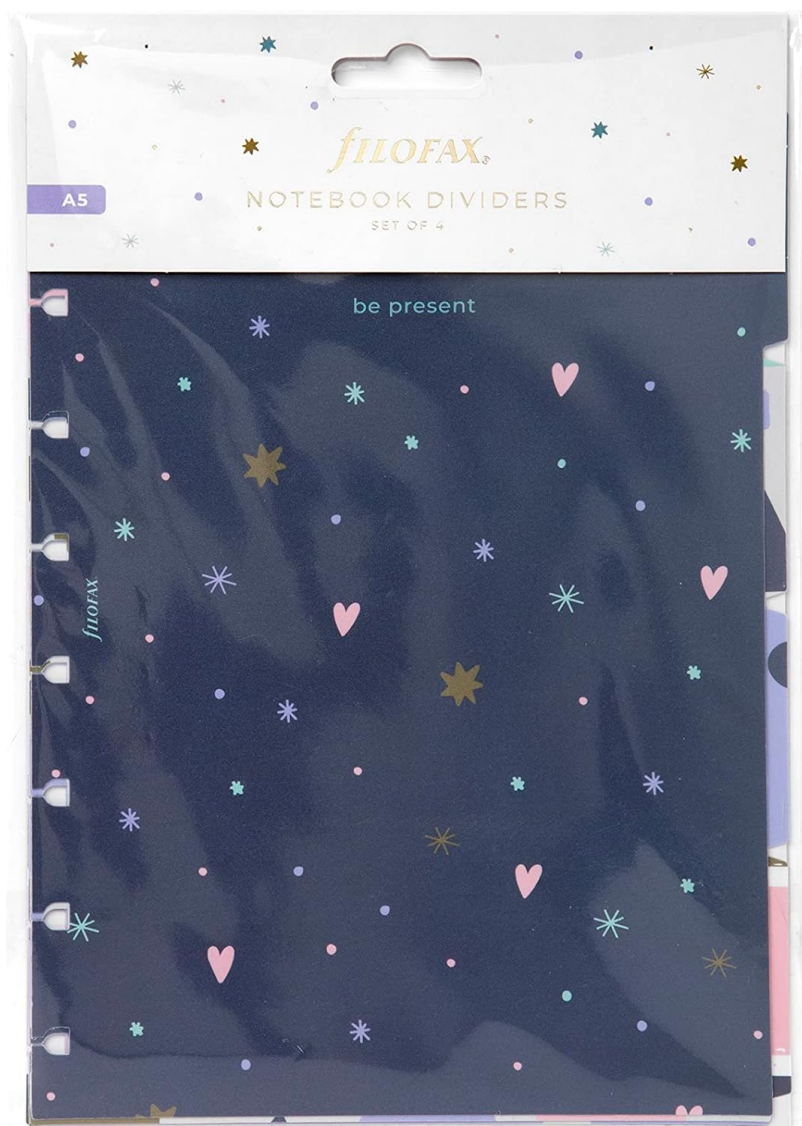 fILOFAX®
NOTEBOOK DIVIDERS
SET OF 4
A5
be present
fILOFAX